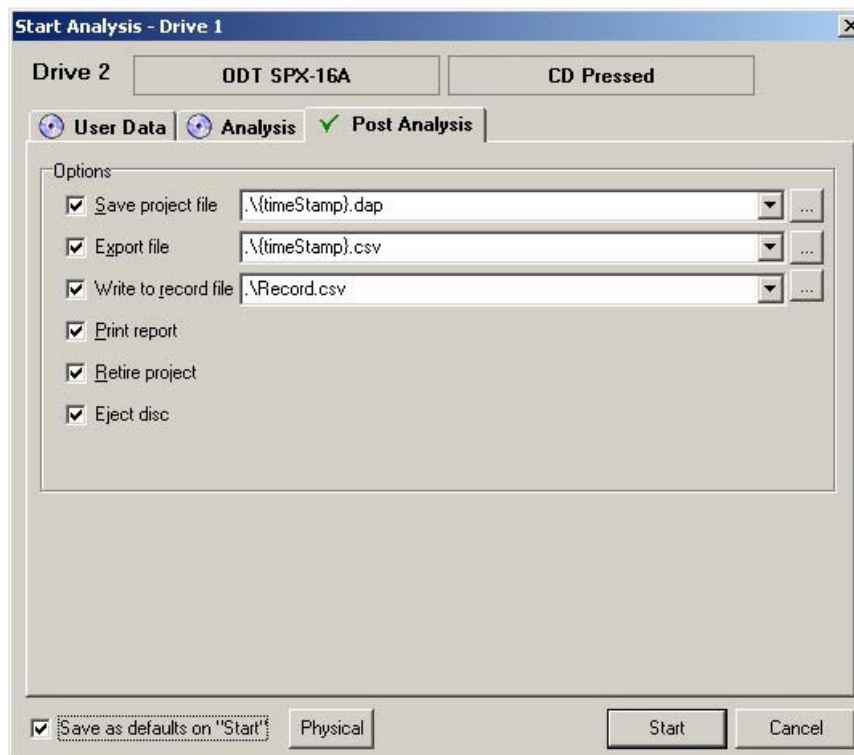 Start Analysis - Drive 1
Drive 2 ODT SPX-16A CD Pressed
User Data Analysis Post Analysis
Options
Save project file .\{timeStamp}.dap ...
Export file .\{timeStamp}.csv ...
Write to record file .\Record.csv ...
Print report
Retire project
Eject disc
Save as defaults on "Start" Physical Start Cancel